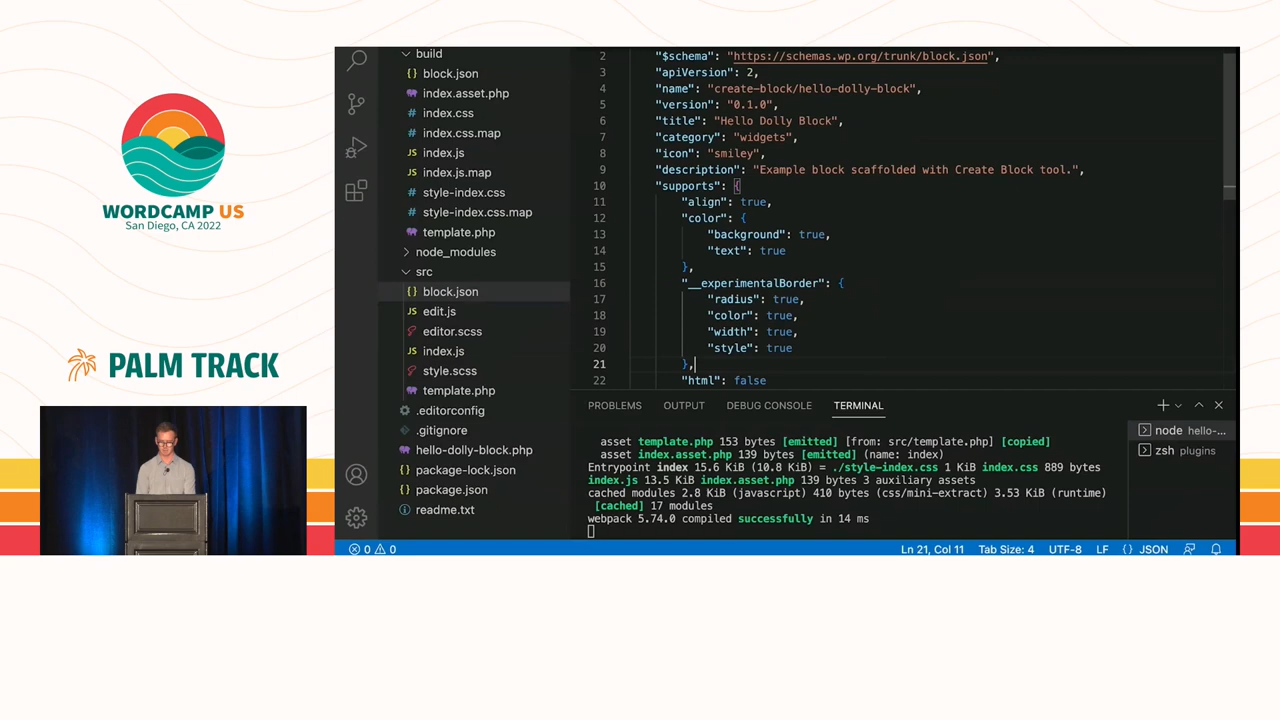 WORDCAMP US
San Diego, CA 2022
PALM TRACK
build
block.json
index.asset.php
index.css
index.css.map
index.js
index.js.map
style-index.css
style-index.css.map
template.php
node_modules
src
block.json
edit.js
editor.scss
index.js
style.scss
template.php
.editorconfig
.gitignore
hello-dolly-block.php
package-lock.json
package.json
readme.txt
2 "$schema": "https://schemas.wp.org/trunk/block.json",
3 "apiVersion": 2,
4 "name": "create-block/hello-dolly-block",
5 "version": "0.1.0",
6 "title": "Hello Dolly Block",
7 "category": "widgets",
8 "icon": "smiley",
9 "description": "Example block scaffolded with Create Block tool.",
10 "supports": {
11 "align": true,
12 "color": {
13 "background": true,
14 "text": true
15 },
16 "__experimentalBorder": {
17 "radius": true,
18 "color": true,
19 "width": true,
20 "style": true
21 },
22 "html": false
PROBLEMS OUTPUT DEBUG CONSOLE TERMINAL
asset template.php 153 bytes [emitted] [from: src/template.php] [copied]
asset index.asset.php 139 bytes [emitted] (name: index)
Entrypoint index 15.6 KiB (10.8 KiB) = ./style-index.css 1 KiB index.css 889 bytes
index.js 13.5 KiB index.asset.php 139 bytes 3 auxiliary assets
cached modules 2.8 KiB (javascript) 410 bytes (css/mini-extract) 3.53 KiB (runtime)
[cached] 17 modules
webpack 5.74.0 compiled successfully in 14 ms
node hello-...
zsh plugins
0 0 Ln 21, Col 11 Tab Size: 4 UTF-8 LF {} JSON